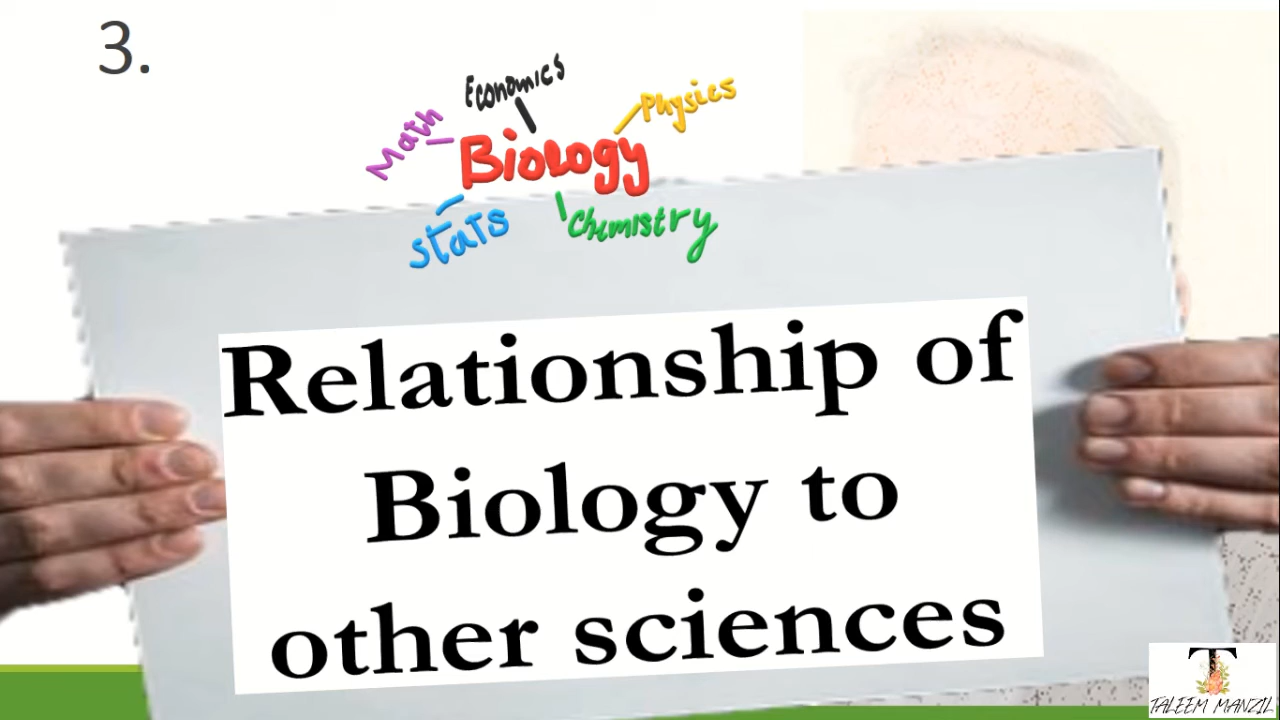 3.
Economics
Math
Physics
Biology
stats
Chemistry
Relationship of
Biology to
other sciences
T
TALEEM MANZIL